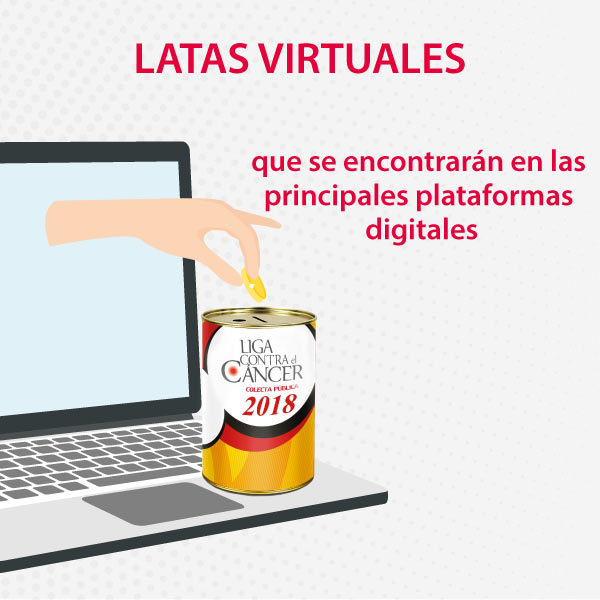 LATAS VIRTUALES
que se encontrarán en las
principales plataformas
digitales
LIGA
CONTRA el
CÁNCER
COLECTA PÚBLICA
2018